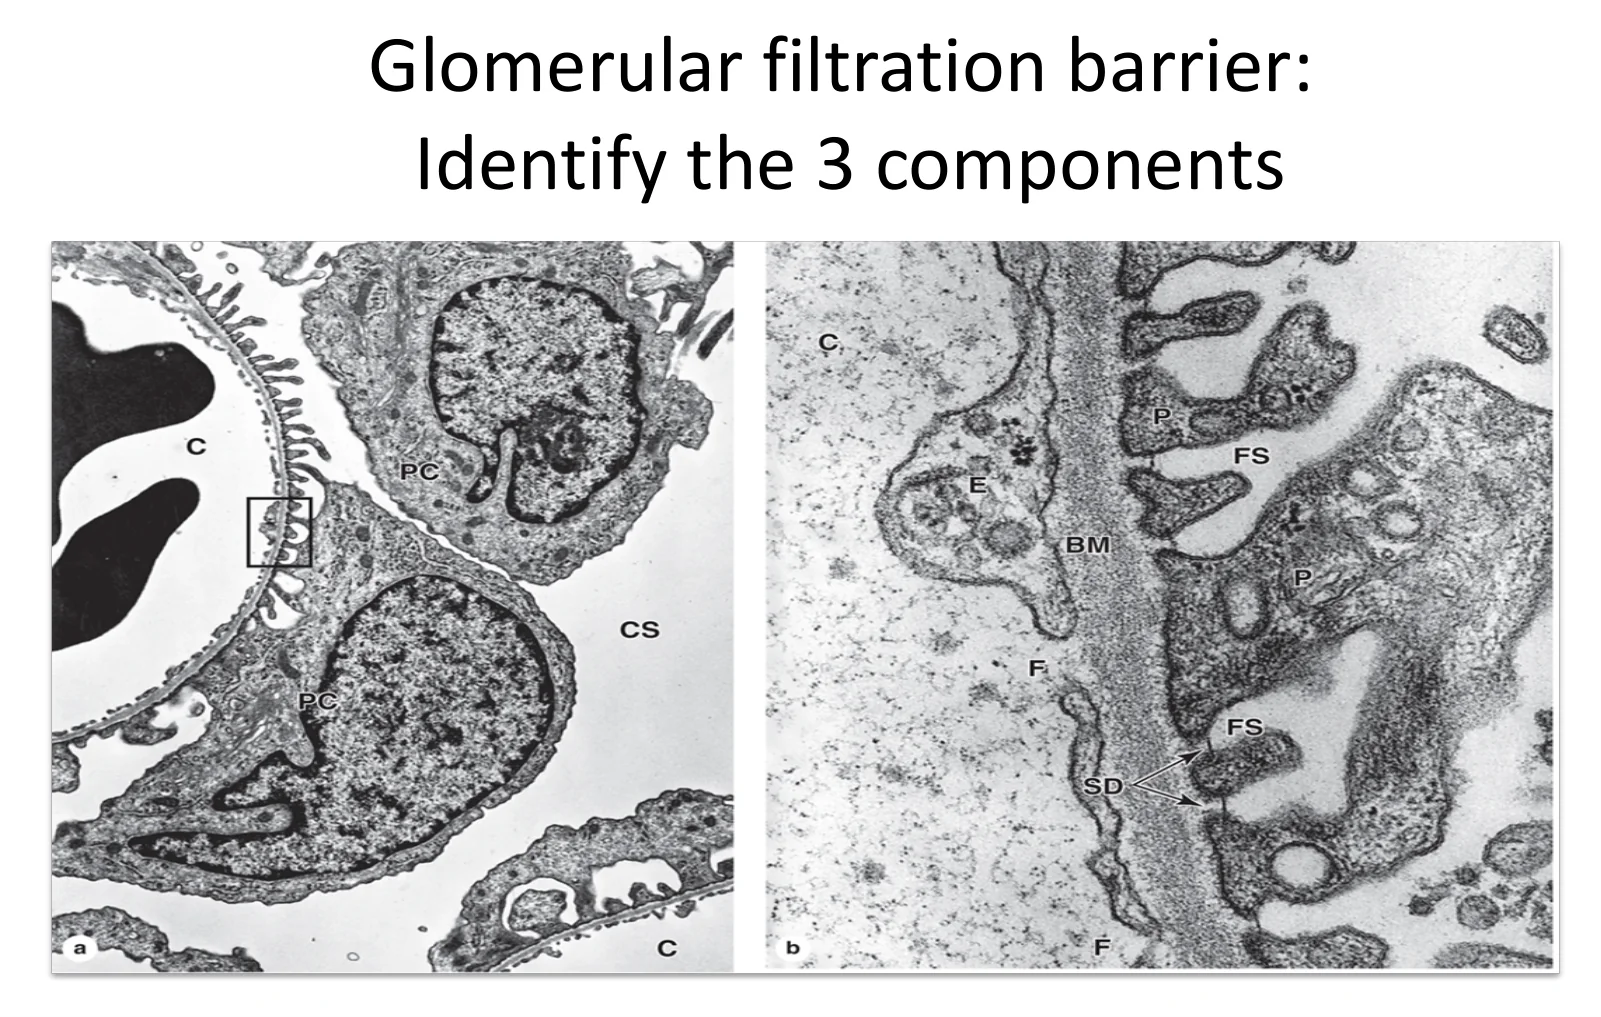 Glomerular filtration barrier:
Identify the 3 components
C
PC
PC
CS
C
a
C
P
FS
E
BM
P
F
FS
SD
F
b